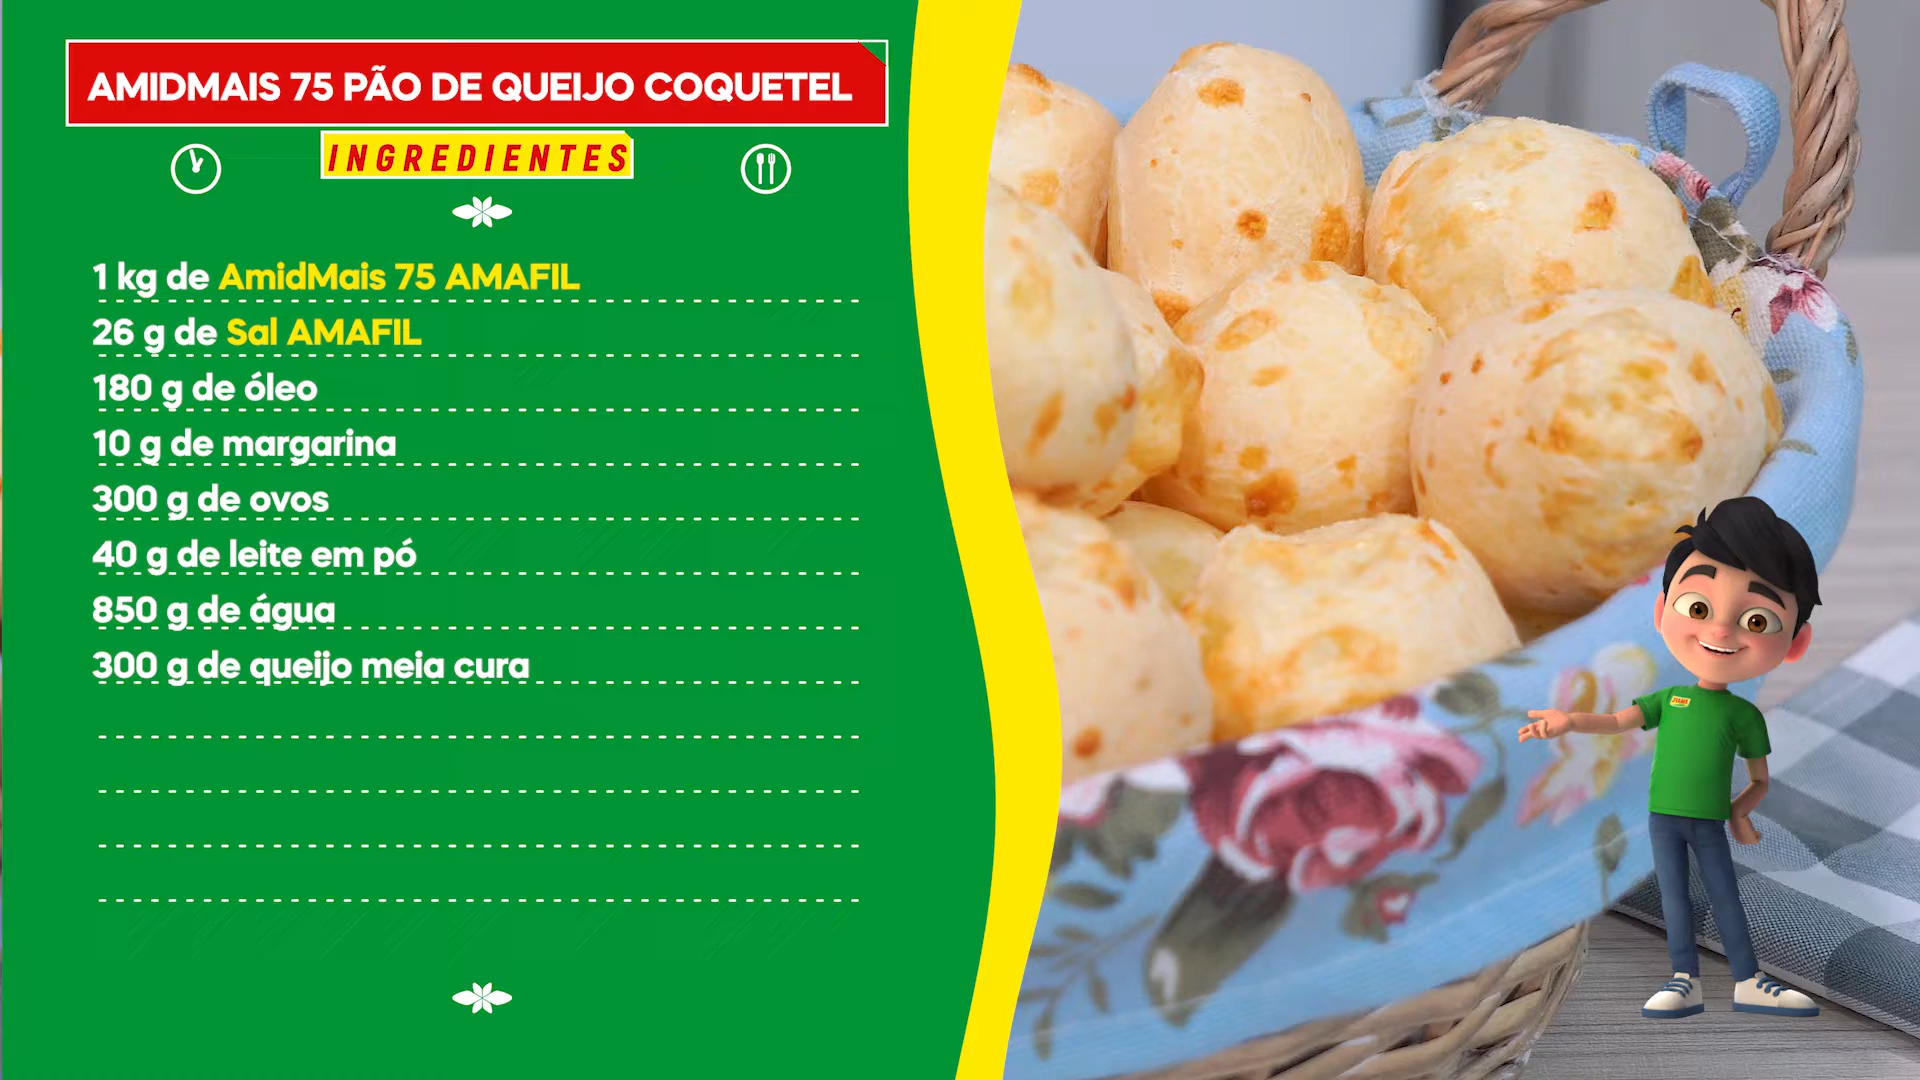 AMIDMAIS 75 PÃO DE QUEIJO COQUETEL
INGREDIENTES
1 kg de AmidMais 75 AMAFIL
26 g de Sal AMAFIL
180 g de óleo
10 g de margarina
300 g de ovos
40 g de leite em pó
850 g de água
300 g de queijo meia cura